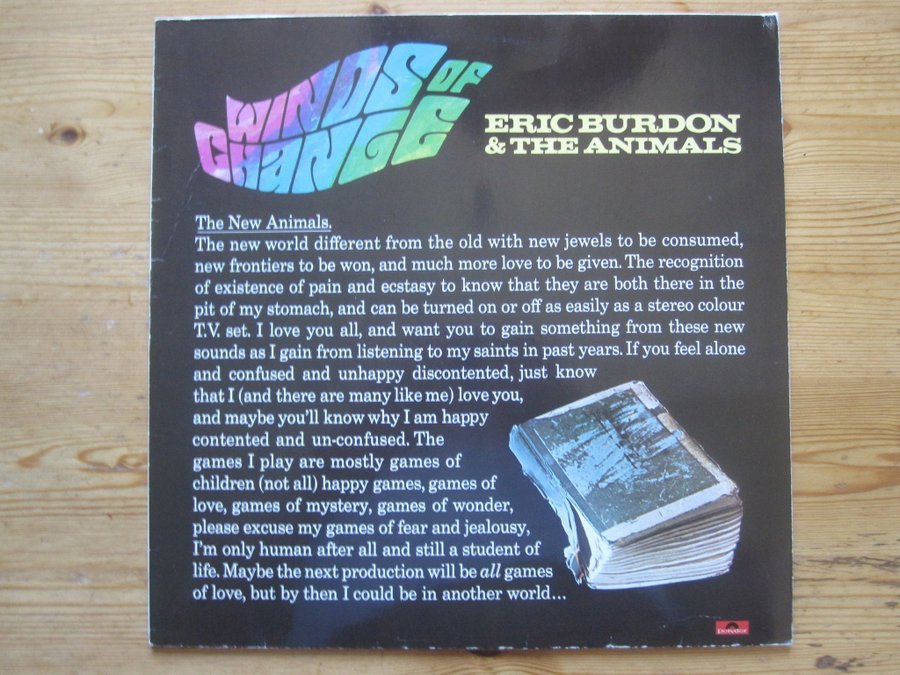 WINDS OF
CHANGE
ERIC BURDON
& THE ANIMALS
The New Animals.
The new world different from the old with new jewels to be consumed,
new frontiers to be won, and much more love to be given. The recognition
of existence of pain and ecstasy to know that they are both there in the
pit of my stomach, and can be turned on or off as easily as a stereo colour
T.V. set. I love you all, and want you to gain something from these new
sounds as I gain from listening to my saints in past years. If you feel alone
and confused and unhappy discontented, just know
that I (and there are many like me) love you,
and maybe you'll know why I am happy
contented and un-confused. The
games I play are mostly games of
children (not all) happy games, games of
love, games of mystery, games of wonder,
please excuse my games of fear and jealousy,
I'm only human after all and still a student of
life. Maybe the next production will be all games
of love, but by then I could be in another world...
polydor